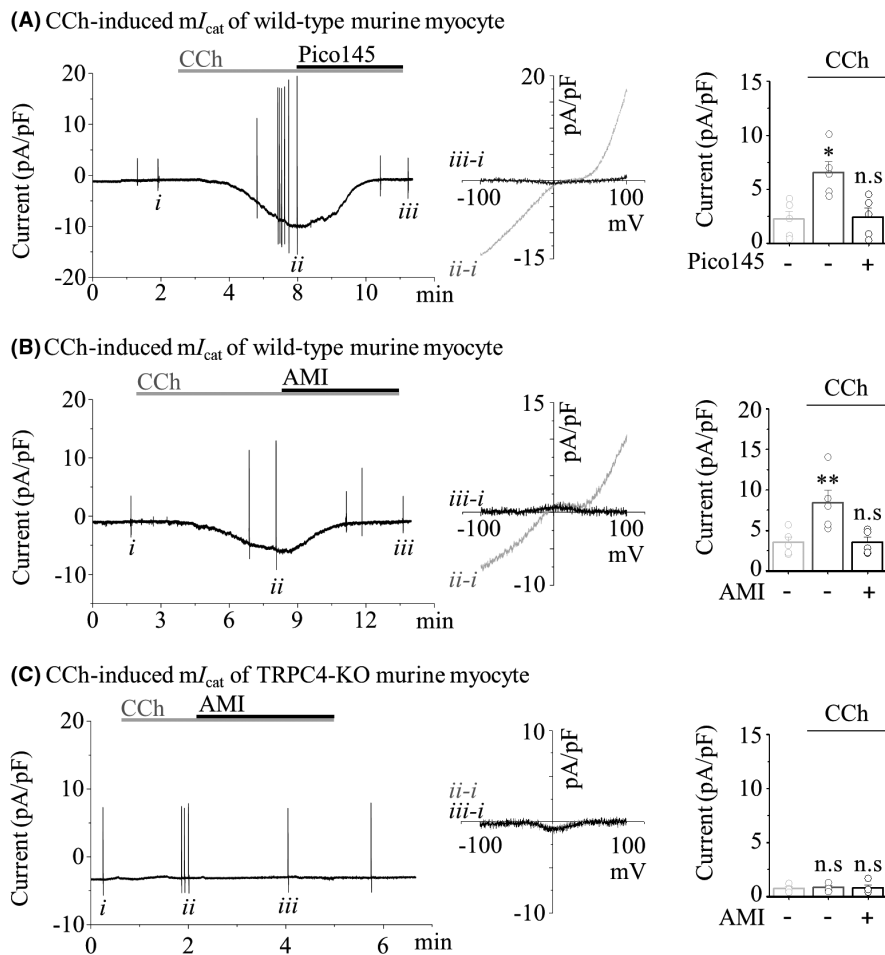 (A) CCh-induced mIcat of wild-type murine myocyte
CCh
Pico145
Current (pA/pF)
20
10
0
-10
-20
i
ii
iii
0 4 8 10
min
20
pA/pF
iii-i
-100
100
mV
ii-i
-15
CCh
Current (pA/pF)
15
10
5
0
*
n.s
Pico145 - - +
(B) CCh-induced mIcat of wild-type murine myocyte
CCh
AMI
Current (pA/pF)
20
10
0
-10
i
ii
iii
0 3 6 9 12
min
15
pA/pF
iii-i
-100
100
mV
ii-i
-10
CCh
Current (pA/pF)
20
15
10
5
0
**
n.s
AMI - - +
(C) CCh-induced mIcat of TRPC4-KO murine myocyte
CCh
AMI
Current (pA/pF)
20
10
0
-10
i
ii
iii
0 2 4 6
min
10
pA/pF
ii-i
iii-i
-100
100
mV
-10
CCh
Current (pA/pF)
15
10
5
0
n.s
n.s
AMI - - +